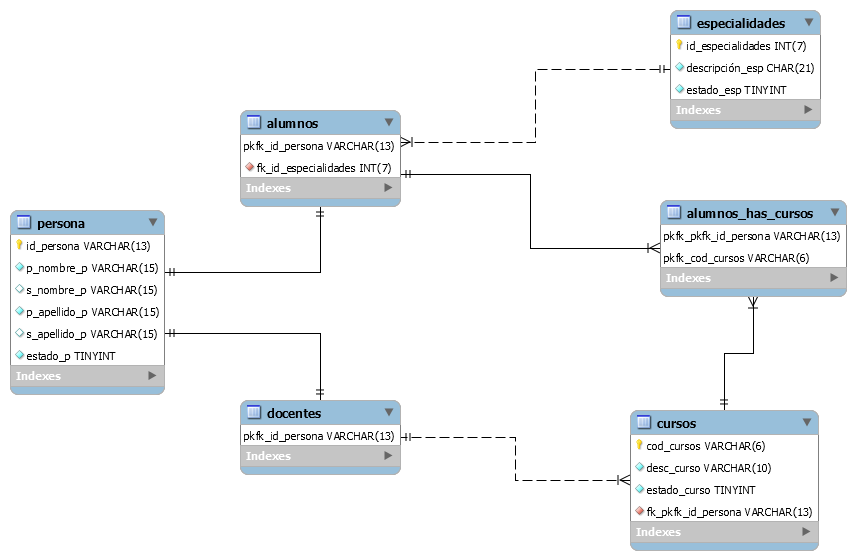 especialidades
id_especialidades INT(7)
descripción_esp CHAR(21)
estado_esp TINYINT
Indexes
alumnos
pkfk_id_persona VARCHAR(13)
fk_id_especialidades INT(7)
Indexes
persona
id_persona VARCHAR(13)
p_nombre_p VARCHAR(15)
s_nombre_p VARCHAR(15)
p_apellido_p VARCHAR(15)
s_apellido_p VARCHAR(15)
estado_p TINYINT
Indexes
alumnos_has_cursos
pkfk_pkfk_id_persona VARCHAR(13)
pkfk_cod_cursos VARCHAR(6)
Indexes
docentes
pkfk_id_persona VARCHAR(13)
Indexes
cursos
cod_cursos VARCHAR(6)
desc_curso VARCHAR(10)
estado_curso TINYINT
fk_pkfk_id_persona VARCHAR(13)
Indexes